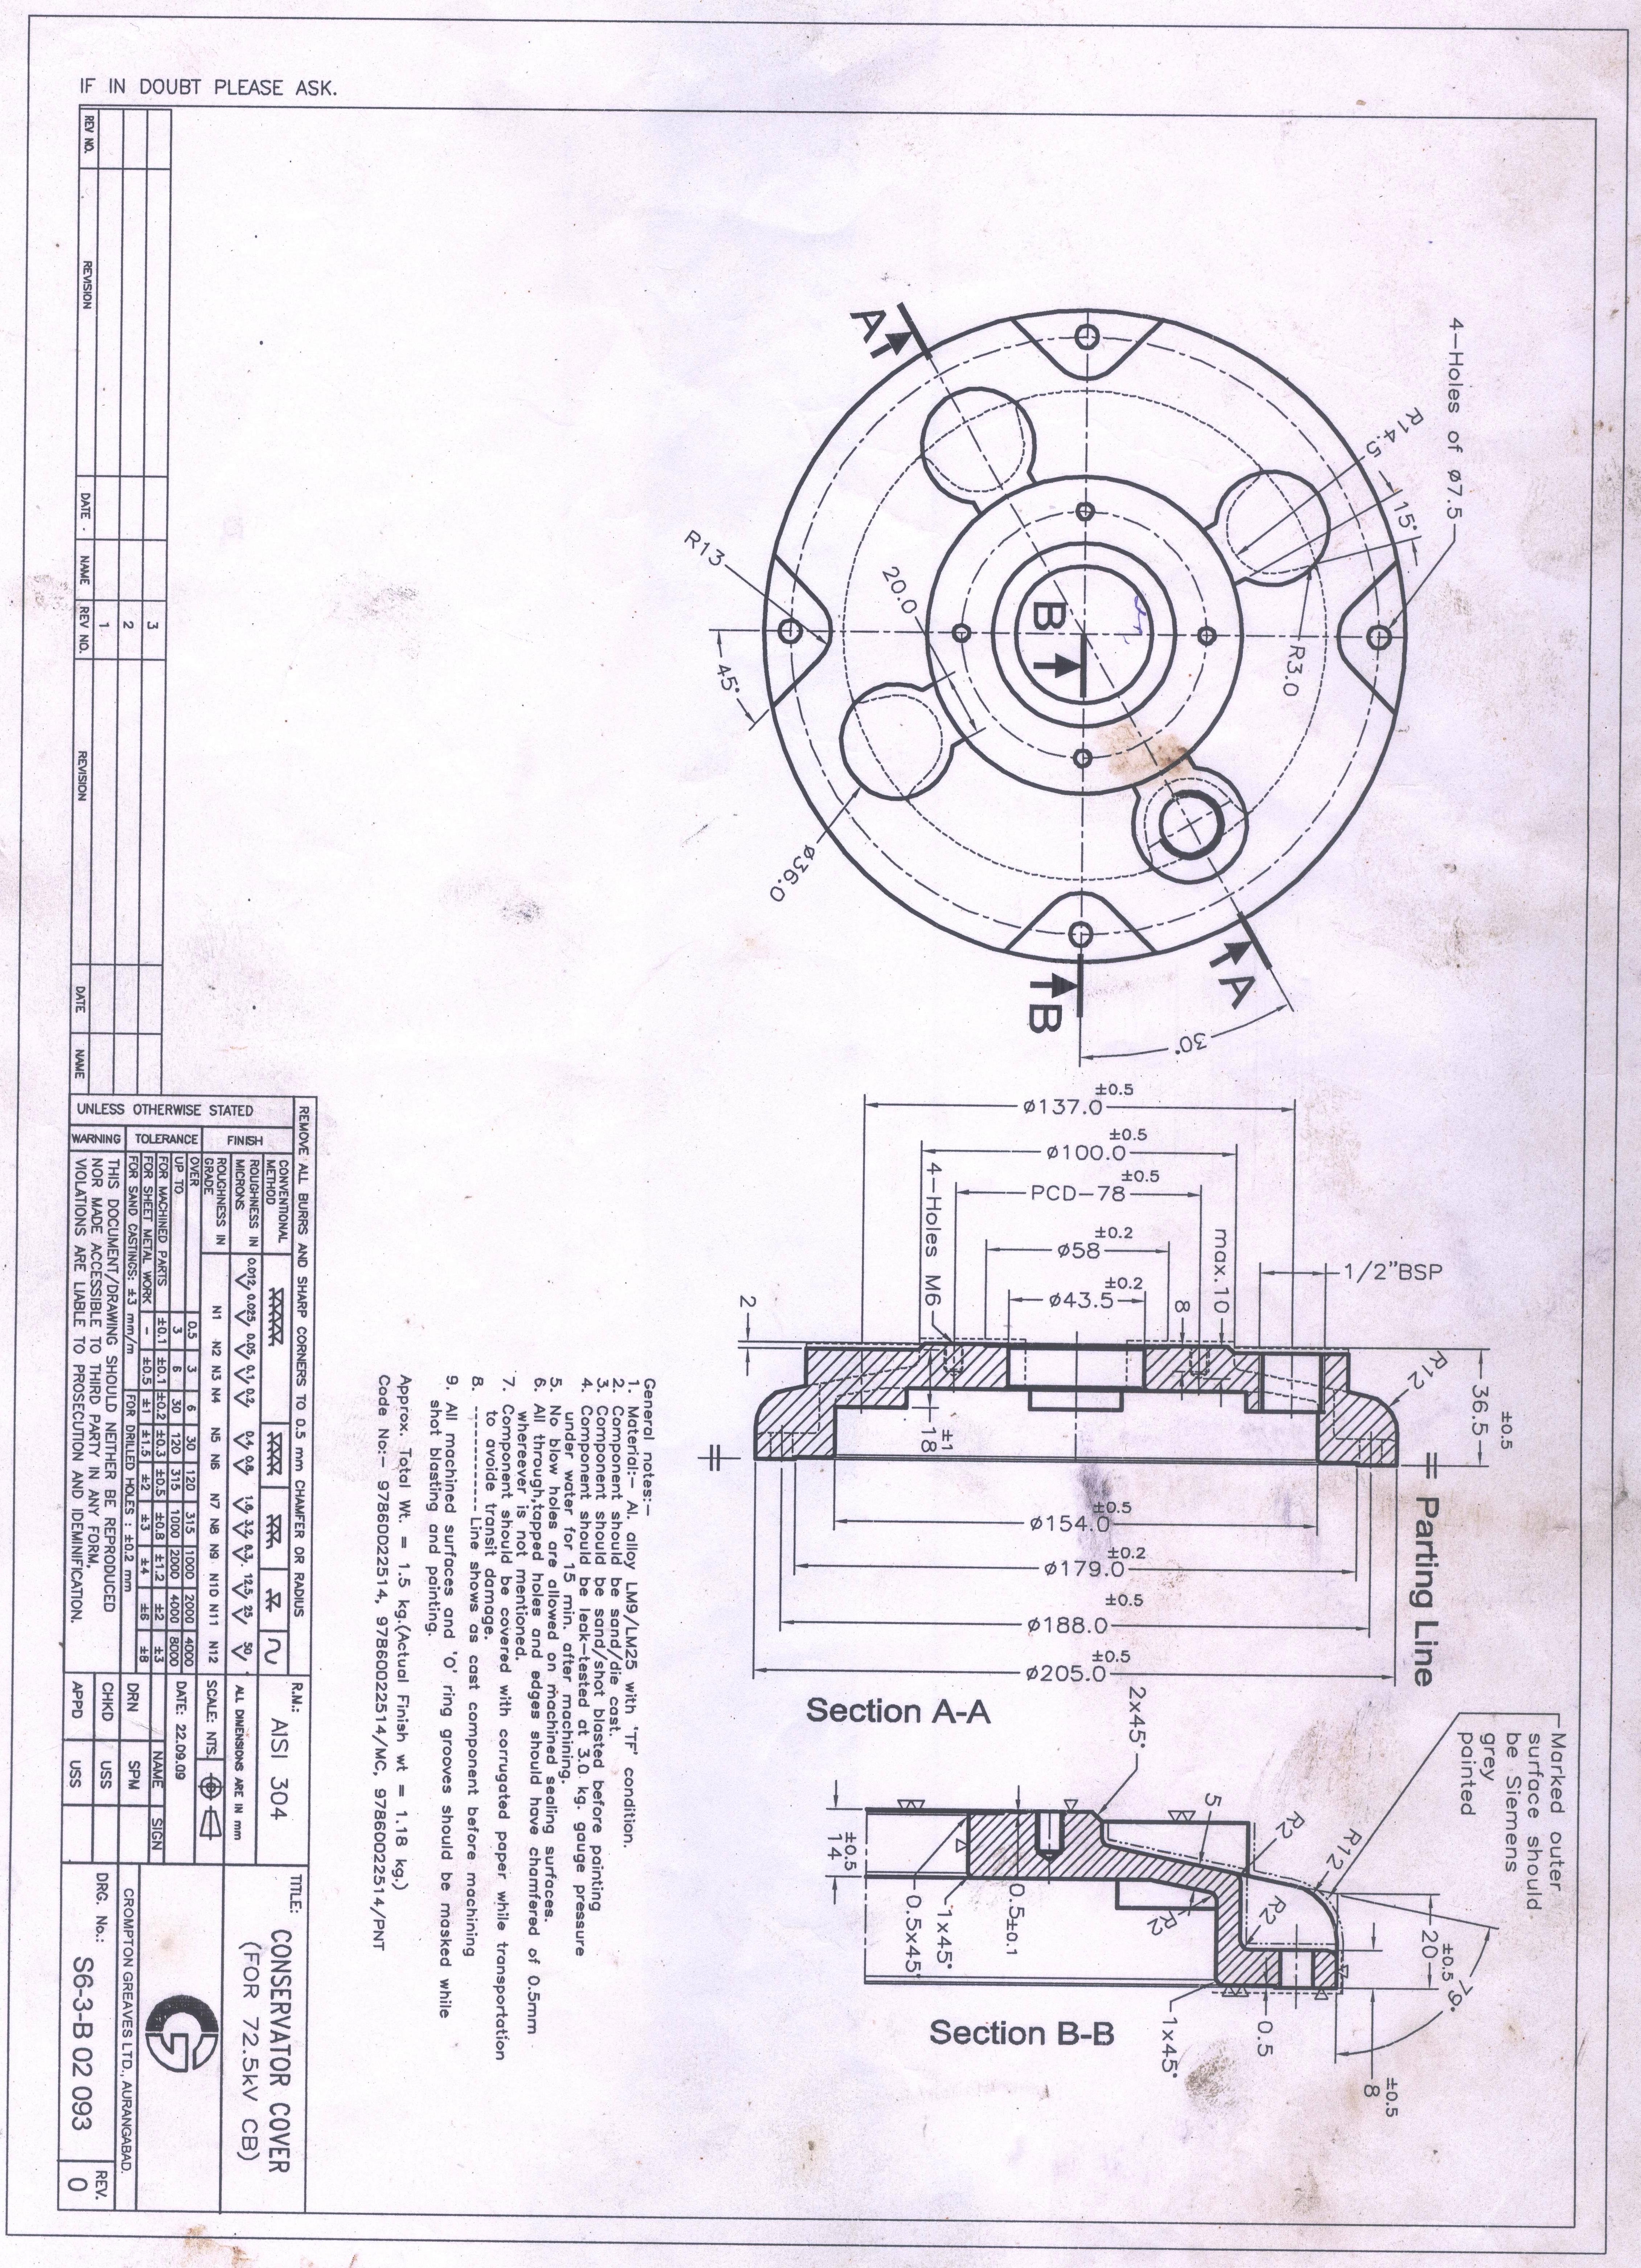 IF IN DOUBT PLEASE ASK.
4-Holes of ø7.5
R14.5
15°
R3.0
R13
20.0
45°
ø36.0
A
A
B
B
30°
±0.5
ø137.0
±0.5
ø100.0
±0.5
PCD-78
±0.2
ø58
±0.2
ø43.5
4-Holes M6
max.10
8
1/2"BSP
2
R12
±0.5
36.5
±1
18
= Parting Line
±0.5
ø154.0
±0.2
ø179.0
±0.5
ø188.0
±0.5
ø205.0
Section A-A
Marked outer
surface should
be Siemens
grey
painted
2x45°
5
R2
R12
R2
R2
±0.5
14
0.5x45°
1x45°
0.5±0.1
±0.5
20
79°
±0.5
8
0.5
1x45°
Section B-B
General notes:-
1. Material:- Al. alloy LM9/LM25 with 'TF' condition.
2. Component should be sand/die cast.
3. Component should be sand/shot blasted before painting
4. Component should be leak-tested at 3.0 kg. gauge pressure
under water for 15 min. after machining.
5. No blow holes are allowed on machined sealing surfaces.
6. All through,tapped holes and edges should have chamfered of 0.5mm
whereever is not mentioned.
7. Component should be covered with corrugated paper while transportation
to avoide transit damage.
8. ----------Line shows as cast component before machining
9. All machined surfaces and 'O' ring grooves should be masked while
shot blasting and painting.
Approx. Total Wt. = 1.5 kg.(Actual Finish wt = 1.18 kg.)
Code No:- 9786DD22514, 9786DD22514/MC, 9786DD22514/PNT
REV NO. REVISION DATE NAME REV NO. REVISION DATE NAME
3
2
1
REMOVE ALL BURRS AND SHARP CORNERS TO 0.5 mm CHAMFER OR RADIUS
UNLESS OTHERWISE STATED
FINISH
CONVENTIONAL
METHOD
ROUGHNESS IN
MICRONS
0.012 0.025 0.05 0.1 0.2 0.4 0.8 1.6 3.2 6.3 12.5 25 50
ROUGHNESS IN
GRADE
N1 N2 N3 N4 N5 N6 N7 N8 N9 N10 N11 N12
TOLERANCE
OVER 0.5 3 6 30 120 315 1000 2000 4000
UP TO 3 6 30 120 315 1000 2000 4000 8000
FOR MACHINED PARTS ±0.1 ±0.1 ±0.2 ±0.3 ±0.5 ±0.8 ±1.2 ±2 ±3
FOR SHEET METAL WORK - ±0.5 ±1 ±1.5 ±2 ±3 ±4 ±6 ±8
FOR SAND CASTINGS: ±3 mm/m FOR DRILLED HOLES : ±0.2 mm
WARNING
THIS DOCUMENT/DRAWING SHOULD NEITHER BE REPRODUCED
NOR MADE ACCESSIBLE TO THIRD PARTY IN ANY FORM,
VIOLATIONS ARE LIABLE TO PROSECUTION AND IDEMINIFICATION.
R.M.:
AISI 304
ALL DIMENSIONS ARE IN mm
SCALE: NTS.
DATE: 22.09.09
NAME SIGN
DRN SPM
CHKD USS
APPD USS
TITLE:
CONSERVATOR COVER
(FOR 72.5kV CB)
CG
CROMPTON GREAVES LTD., AURANGABAD.
DRG. No.:
S6-3-B 02 093
REV.
0